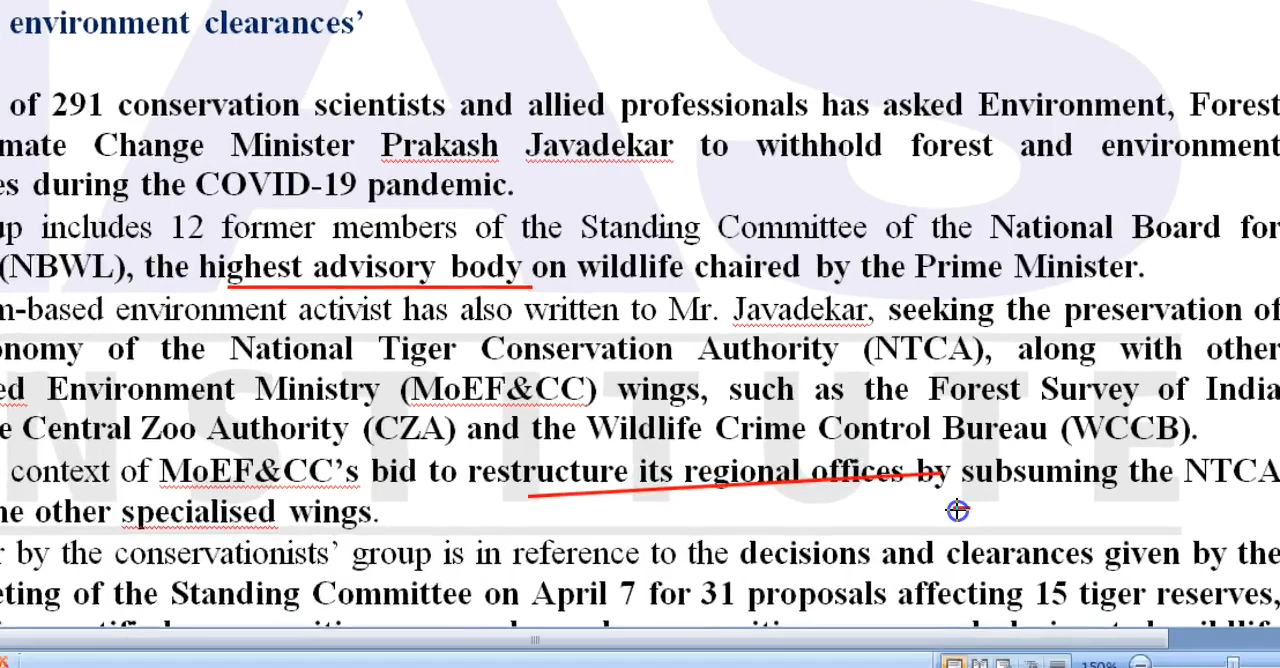 environment clearances’
of 291 conservation scientists and allied professionals has asked Environment, Forest
mate Change Minister Prakash Javadekar to withhold forest and environment
es during the COVID-19 pandemic.
up includes 12 former members of the Standing Committee of the National Board for
(NBWL), the highest advisory body on wildlife chaired by the Prime Minister.
m-based environment activist has also written to Mr. Javadekar, seeking the preservation of
onomy of the National Tiger Conservation Authority (NTCA), along with other
ed Environment Ministry (MoEF&CC) wings, such as the Forest Survey of India
e Central Zoo Authority (CZA) and the Wildlife Crime Control Bureau (WCCB).
context of MoEF&CC’s bid to restructure its regional offices by subsuming the NTCA
he other specialised wings.
r by the conservationists’ group is in reference to the decisions and clearances given by the
eting of the Standing Committee on April 7 for 31 proposals affecting 15 tiger reserves,
150%